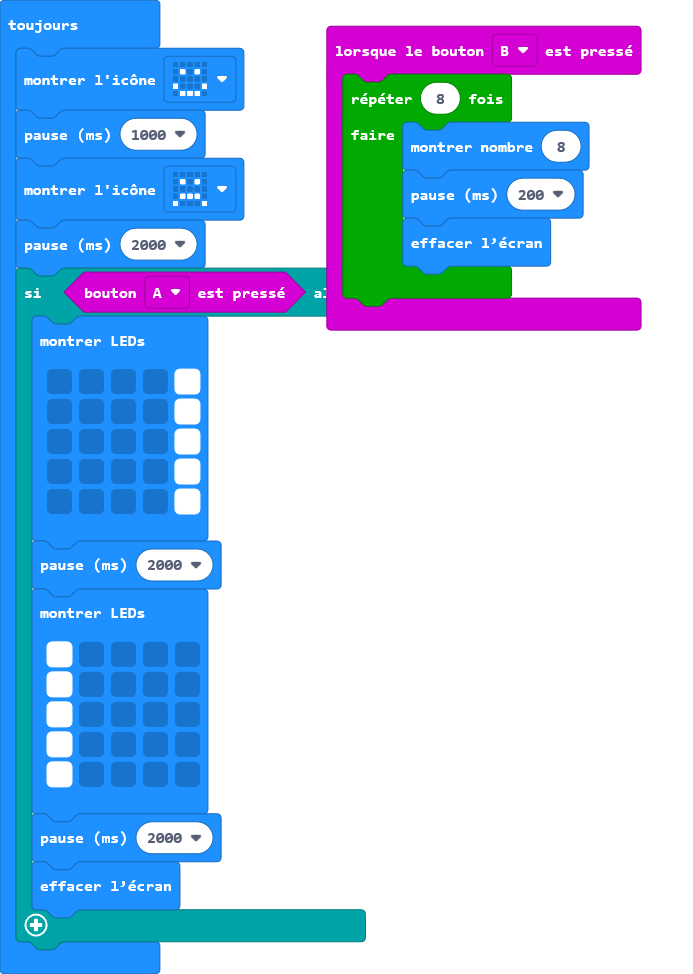 toujours
montrer l'icône
pause (ms) 1000
montrer l'icône
pause (ms) 2000
si bouton A est pressé
montrer LEDs
pause (ms) 2000
montrer LEDs
pause (ms) 2000
effacer l’écran
lorsque le bouton B est pressé
répéter 8 fois
faire
montrer nombre 8
pause (ms) 200
effacer l’écran